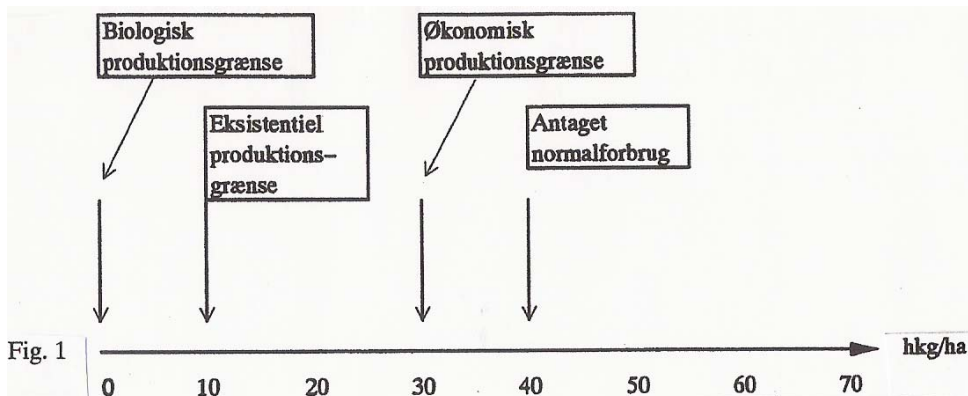 Biologisk
produktionsgrænse
Økonomisk
produktionsgrænse
Eksistentiel
produktions-
grænse
Antaget
normalforbrug
Fig. 1
hkg/ha
0 10 20 30 40 50 60 70